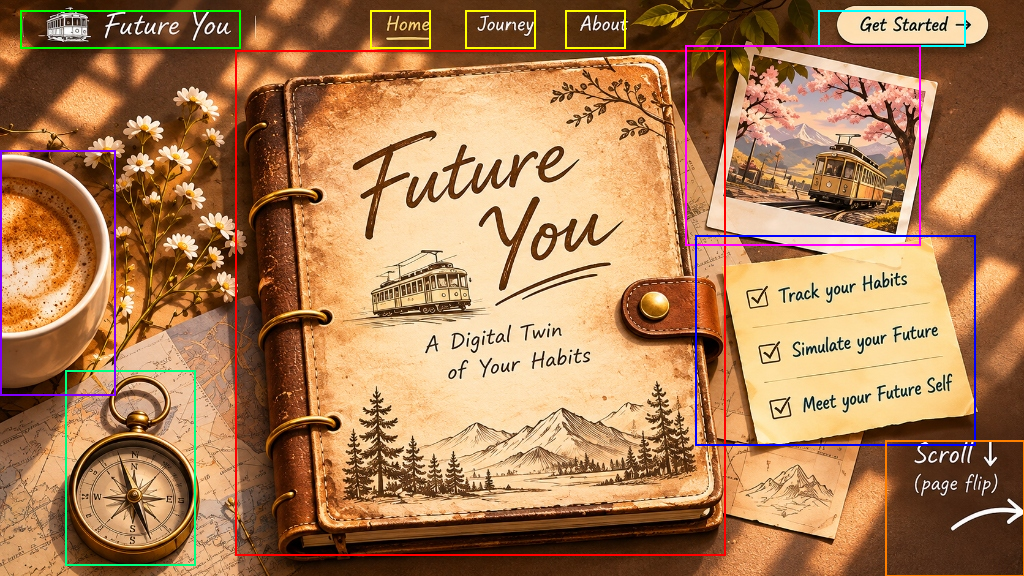 Future You
Home
Journey
About
Get Started →
Future
You
A Digital Twin
of Your Habits
Track your Habits
Simulate your Future
Meet your Future Self
Scroll ↓
(page flip)
N
E
S
W